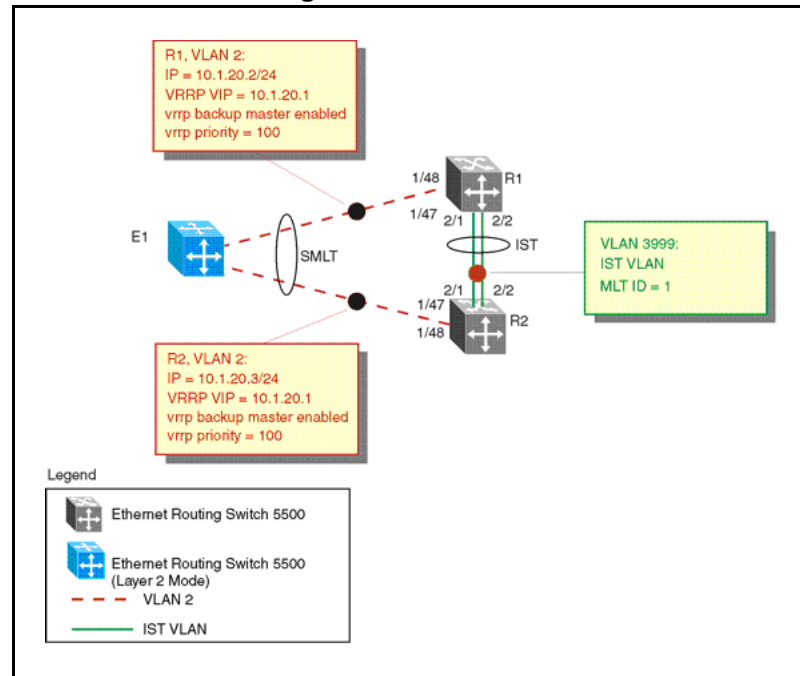 R1, VLAN 2:
IP = 10.1.20.2/24
VRRP VIP = 10.1.20.1
vrrp backup master enabled
vrrp priority = 100
1/48
R1
1/47
2/1
2/2
E1
SMLT
IST
VLAN 3999:
IST VLAN
MLT ID = 1
2/1
2/2
1/47
1/48
R2
R2, VLAN 2:
IP = 10.1.20.3/24
VRRP VIP = 10.1.20.1
vrrp backup master enabled
vrrp priority = 100
Legend
Ethernet Routing Switch 5500
Ethernet Routing Switch 5500
(Layer 2 Mode)
VLAN 2
IST VLAN